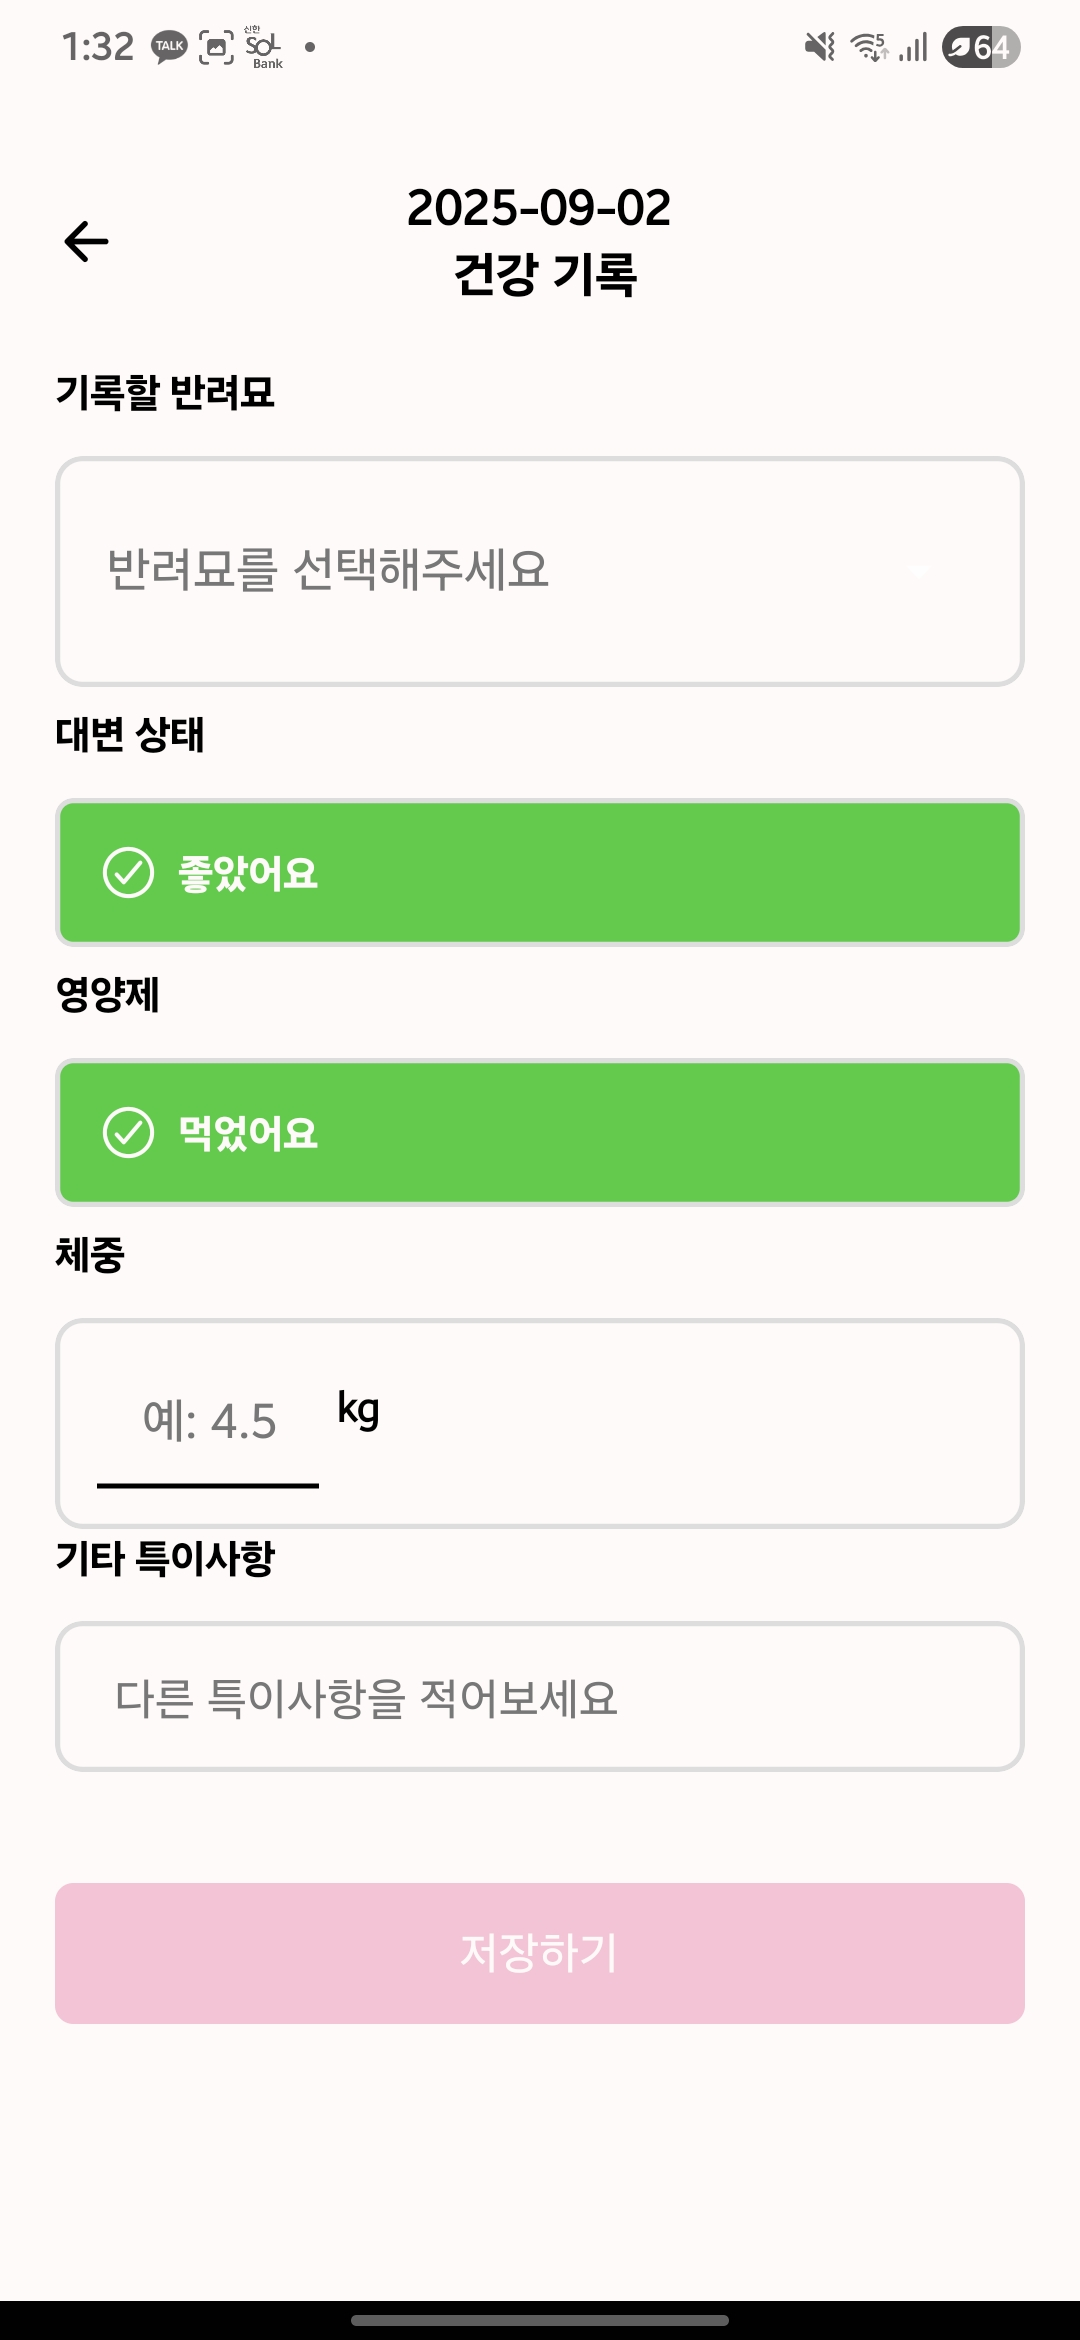 1:32 TALK 신한 SOL Bank 5 64
2025-09-02
건강 기록
기록할 반려묘
반려묘를 선택해주세요
대변 상태
좋았어요
영양제
먹었어요
체중
예: 4.5 kg
기타 특이사항
다른 특이사항을 적어보세요
저장하기